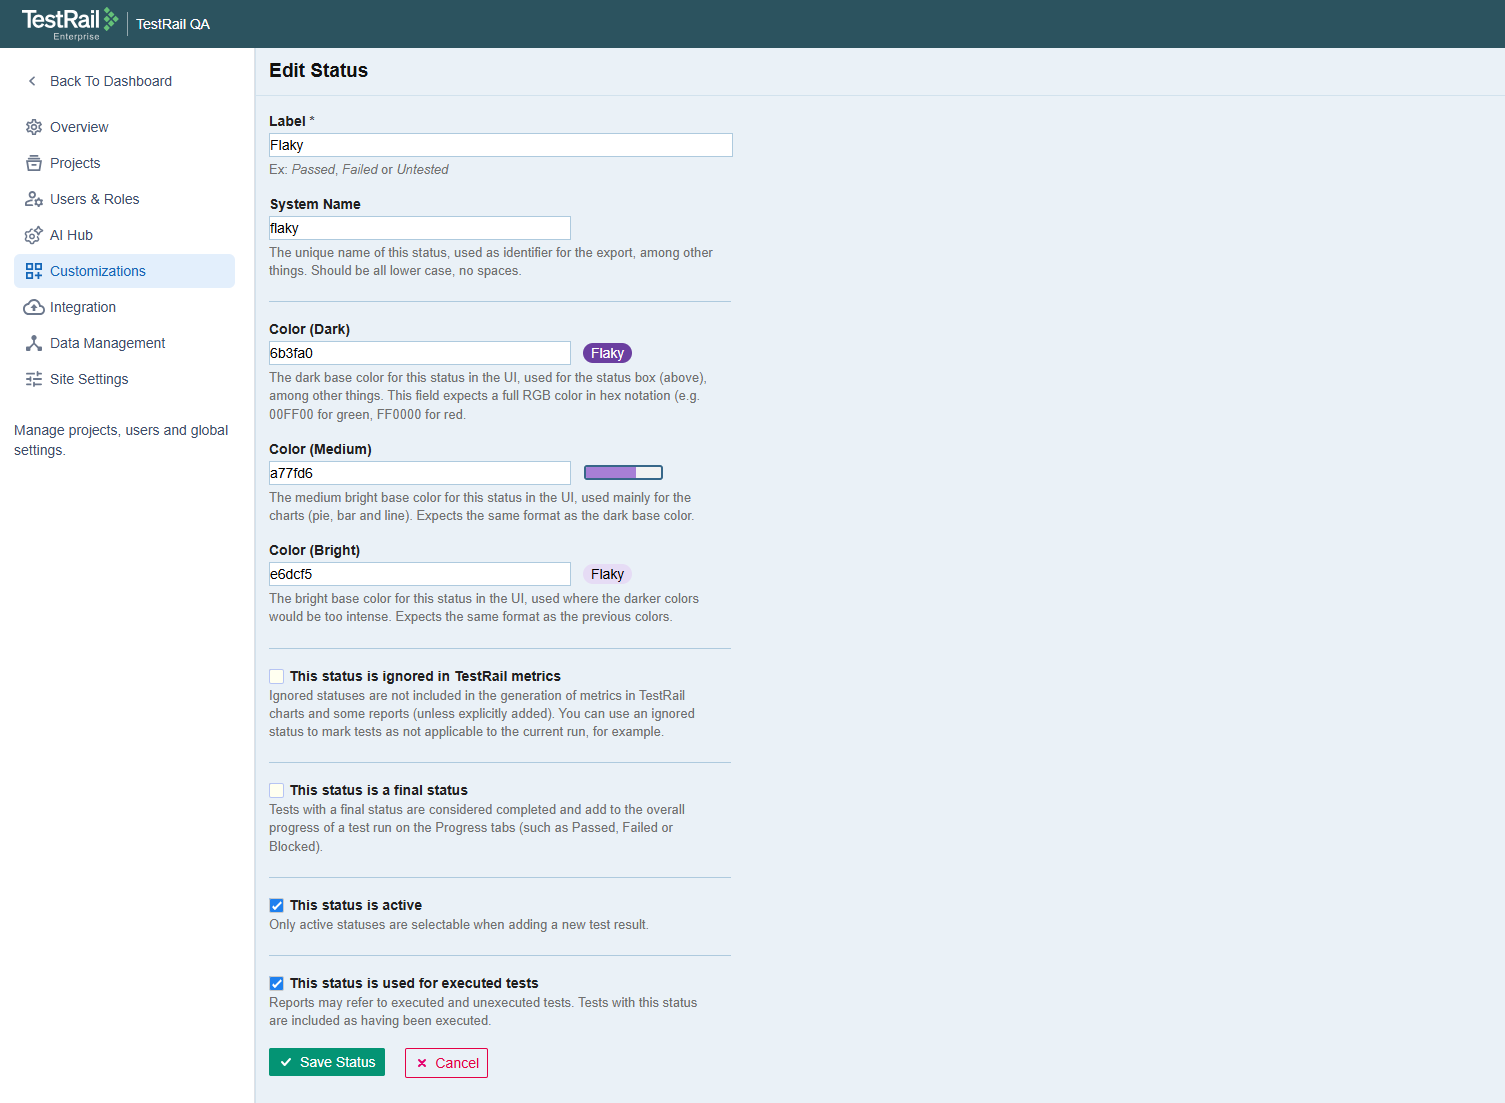 TestRail
Enterprise
TestRail QA
Back To Dashboard
Overview
Projects
Users & Roles
AI Hub
Customizations
Integration
Data Management
Site Settings
Manage projects, users and global
settings.
Edit Status
Label *
Flaky
Ex: Passed, Failed or Untested
System Name
flaky
The unique name of this status, used as identifier for the export, among other
things. Should be all lower case, no spaces.
Color (Dark)
6b3fa0
Flaky
The dark base color for this status in the UI, used for the status box (above),
among other things. This field expects a full RGB color in hex notation (e.g.
00FF00 for green, FF0000 for red.
Color (Medium)
a77fd6
The medium bright base color for this status in the UI, used mainly for the
charts (pie, bar and line). Expects the same format as the dark base color.
Color (Bright)
e6dcf5
Flaky
The bright base color for this status in the UI, used where the darker colors
would be too intense. Expects the same format as the previous colors.
This status is ignored in TestRail metrics
Ignored statuses are not included in the generation of metrics in TestRail
charts and some reports (unless explicitly added). You can use an ignored
status to mark tests as not applicable to the current run, for example.
This status is a final status
Tests with a final status are considered completed and add to the overall
progress of a test run on the Progress tabs (such as Passed, Failed or
Blocked).
This status is active
Only active statuses are selectable when adding a new test result.
This status is used for executed tests
Reports may refer to executed and unexecuted tests. Tests with this status
are included as having been executed.
Save Status
Cancel